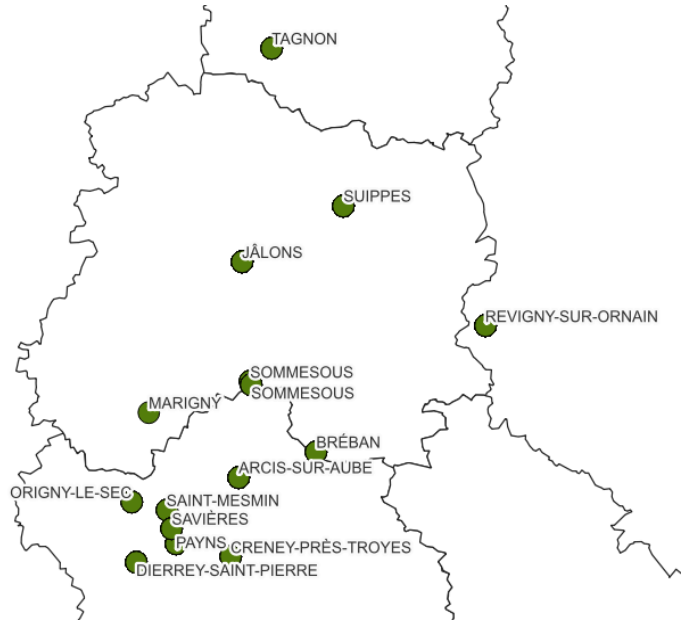 TAGNON
SUIPPES
JÂLONS
REVIGNY-SUR-ORNAIN
SOMMESOUS
SOMMESOUS
MARIGNY
BRÉBAN
ARCIS-SUR-AUBE
ORIGNY-LE-SEC
SAINT-MESMIN
SAVIÈRES
PAYNS
CRENEY-PRÈS-TROYES
DIERREY-SAINT-PIERRE